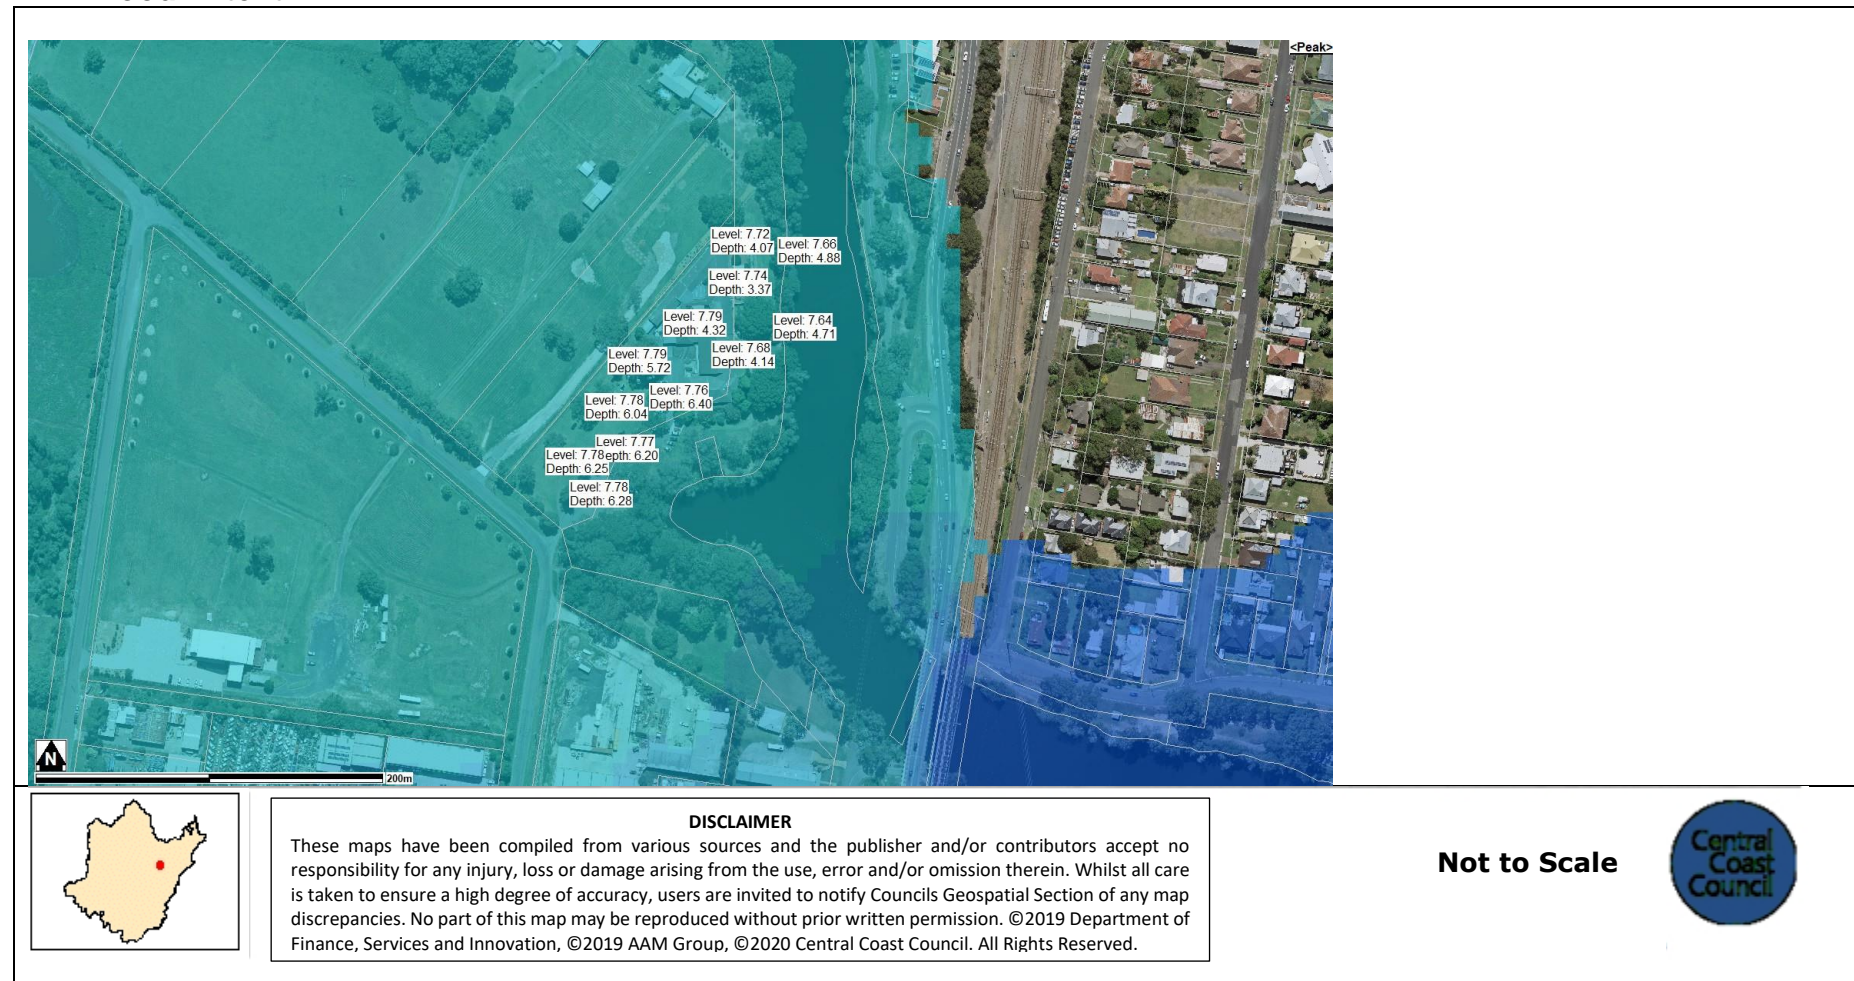 <Peak>
Level: 7.72
Depth: 4.07
Level: 7.66
Depth: 4.88
Level: 7.74
Depth: 3.37
Level: 7.79
Depth: 4.32
Level: 7.64
Depth: 4.71
Level: 7.68
Depth: 4.14
Level: 7.79
Depth: 5.72
Level: 7.76
Depth: 6.40
Level: 7.78
Depth: 6.04
Level: 7.77
epth: 6.20
Level: 7.78
Depth: 6.25
Level: 7.78
Depth: 6.28
N
200m
DISCLAIMER
These maps have been compiled from various sources and the publisher and/or contributors accept no
responsibility for any injury, loss or damage arising from the use, error and/or omission therein. Whilst all care
is taken to ensure a high degree of accuracy, users are invited to notify Councils Geospatial Section of any map
discrepancies. No part of this map may be reproduced without prior written permission. ©2019 Department of
Finance, Services and Innovation, ©2019 AAM Group, ©2020 Central Coast Council. All Rights Reserved.
Not to Scale
Central
Coast
Council